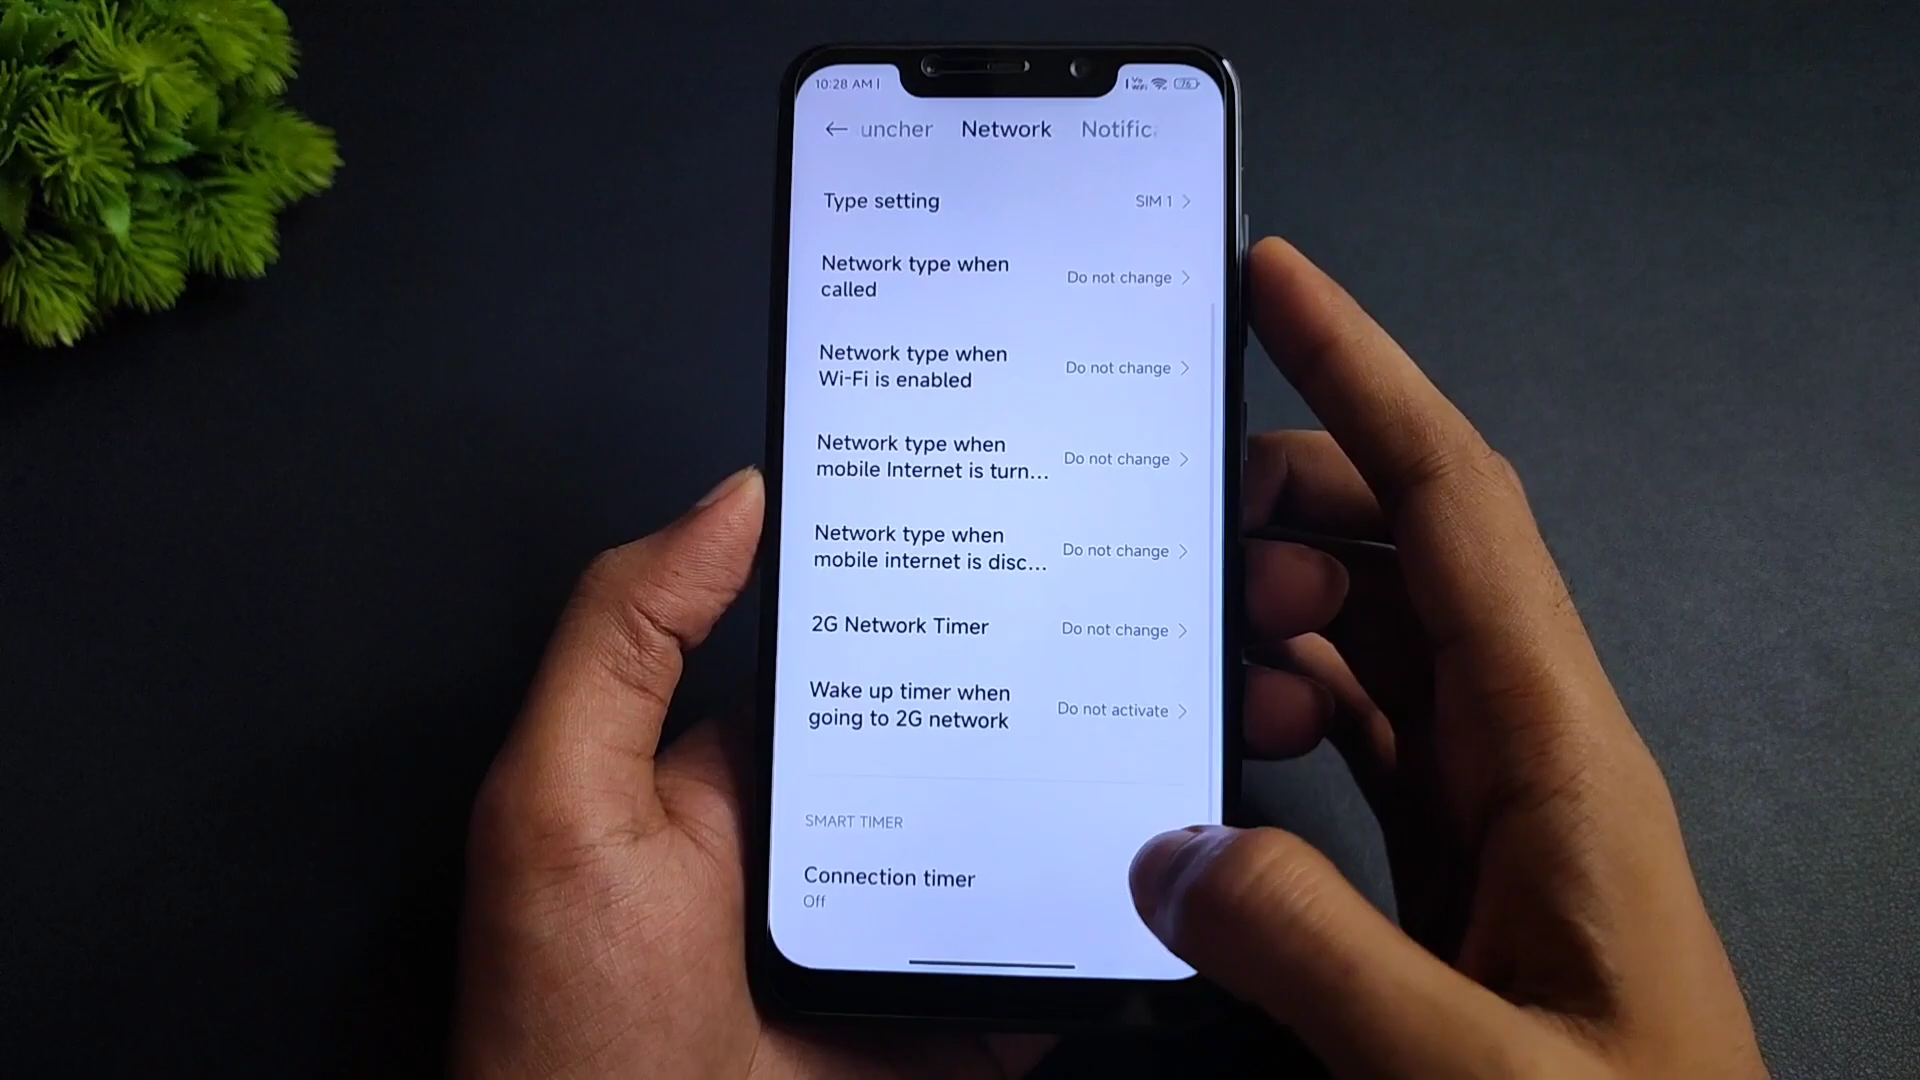 10:28 AM |
Vo
WiFi
76
← uncher Network Notific
Type setting SIM 1 >
Network type when
called
Do not change >
Network type when
Wi-Fi is enabled
Do not change >
Network type when
mobile Internet is turn...
Do not change >
Network type when
mobile internet is disc...
Do not change >
2G Network Timer Do not change >
Wake up timer when
going to 2G network
Do not activate >
SMART TIMER
Connection timer
Off